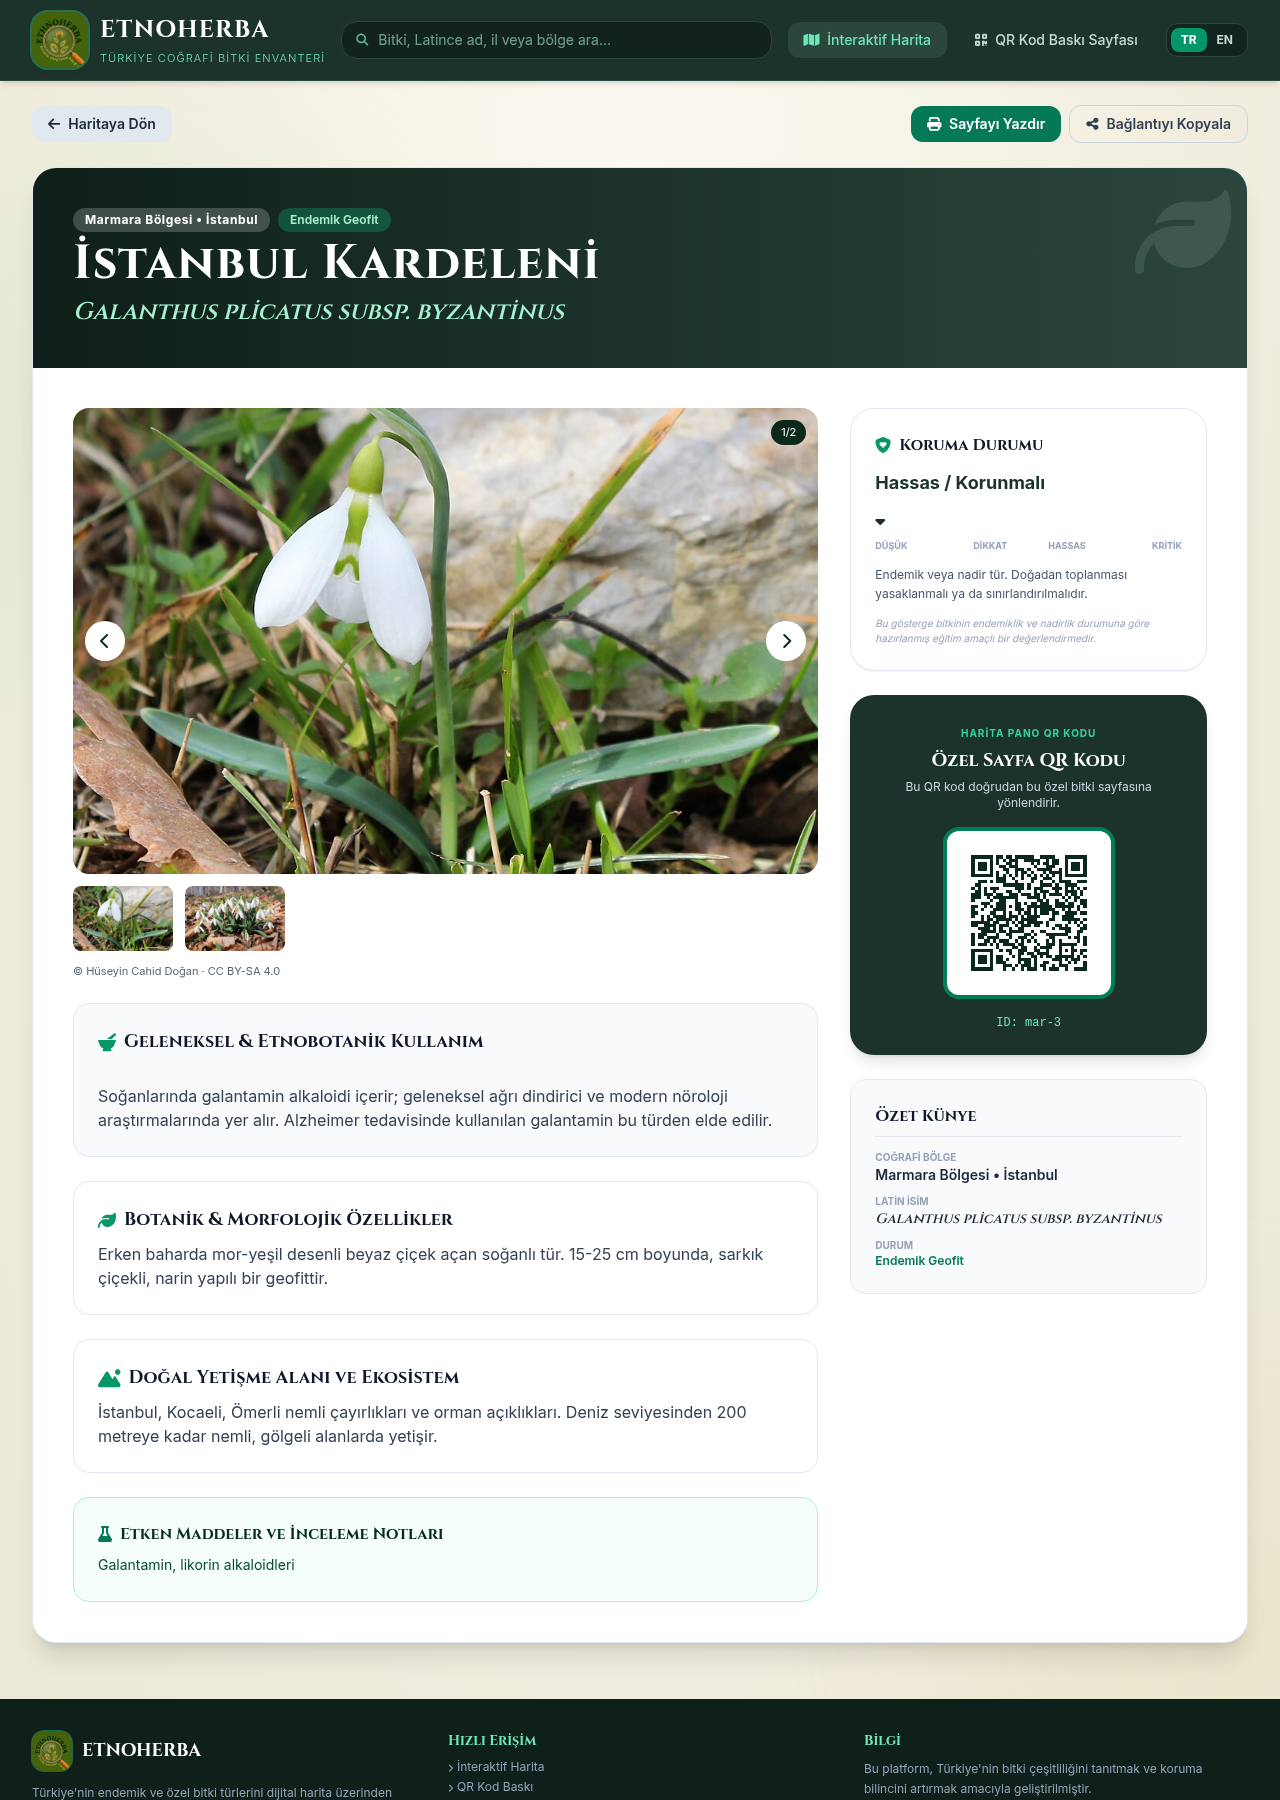 ETNOHERBA
TÜRKİYE COĞRAFİ BİTKİ ENVANTERİ
Bitki, Latince ad, il veya bölge ara...
İnteraktif Harita
QR Kod Baskı Sayfası
TR EN
Haritaya Dön
Sayfayı Yazdır
Bağlantıyı Kopyala
Marmara Bölgesi • İstanbul
Endemik Geofit
İstanbul Kardeleni
Galanthus plicatus subsp. byzantinus
1/2
© Hüseyin Cahid Doğan · CC BY-SA 4.0
Geleneksel & Etnobotanik Kullanım
Soğanlarında galantamin alkaloidi içerir; geleneksel ağrı dindirici ve modern nöroloji
araştırmalarında yer alır. Alzheimer tedavisinde kullanılan galantamin bu türden elde edilir.
Botanik & Morfolojik Özellikler
Erken baharda mor-yeşil desenli beyaz çiçek açan soğanlı tür. 15-25 cm boyunda, sarkık
çiçekli, narin yapılı bir geofittir.
Doğal Yetişme Alanı ve Ekosistem
İstanbul, Kocaeli, Ömerli nemli çayırlıkları ve orman açıklıkları. Deniz seviyesinden 200
metreye kadar nemli, gölgeli alanlarda yetişir.
Etken Maddeler ve İnceleme Notları
Galantamin, likorin alkaloidleri
Koruma Durumu
Hassas / Korunmalı
DÜŞÜK DİKKAT HASSAS KRİTİK
Endemik veya nadir tür. Doğadan toplanması
yasaklanmalı ya da sınırlandırılmalıdır.
Bu gösterge bitkinin endemiklik ve nadirlik durumuna göre
hazırlanmış eğitim amaçlı bir değerlendirmedir.
HARİTA PANO QR KODU
Özel Sayfa QR Kodu
Bu QR kod doğrudan bu özel bitki sayfasına
yönlendirir.
ID: mar-3
Özet Künye
COĞRAFİ BÖLGE
Marmara Bölgesi • İstanbul
LATİN İSİM
Galanthus plicatus subsp. byzantinus
DURUM
Endemik Geofit
ETNOHERBA
Türkiye'nin endemik ve özel bitki türlerini dijital harita üzerinden
Hızlı Erişim
İnteraktif Harita
QR Kod Baskı
Bilgi
Bu platform, Türkiye'nin bitki çeşitliliğini tanıtmak ve koruma
bilincini artırmak amacıyla geliştirilmiştir.